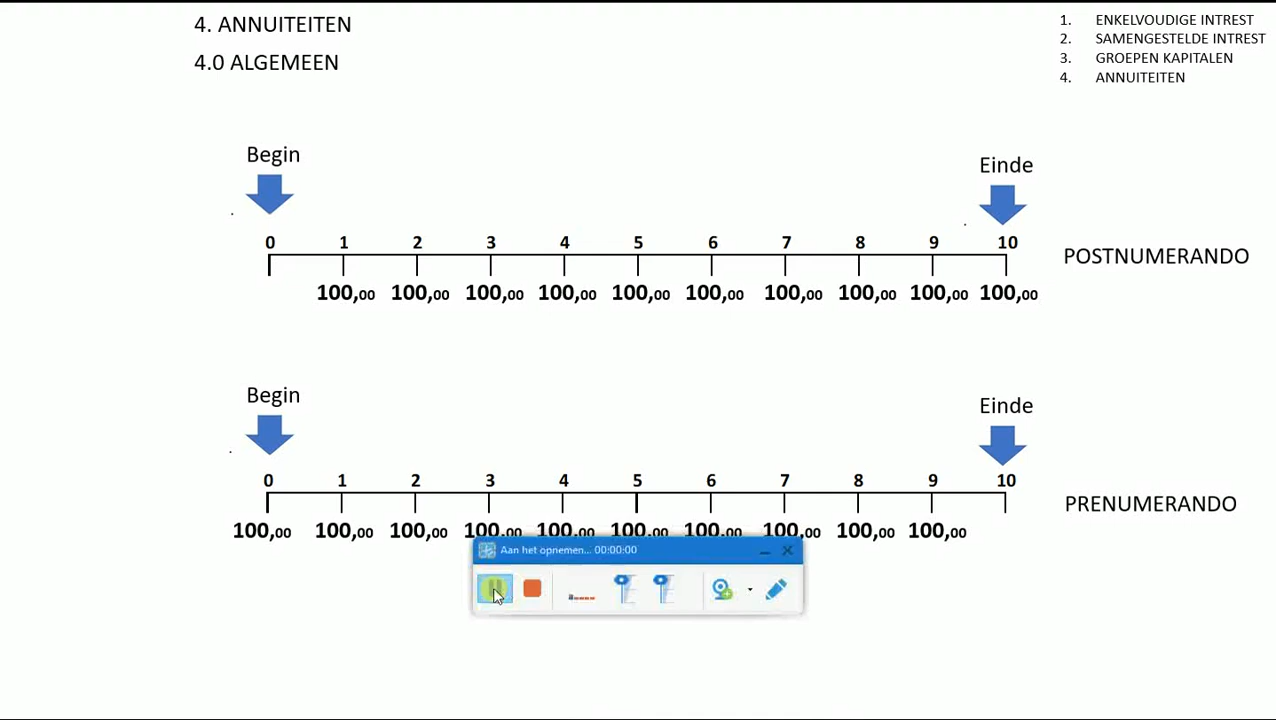 4. ANNUITEITEN
4.0 ALGEMEEN
1. ENKELVOUDIGE INTREST
2. SAMENGESTELDE INTREST
3. GROEPEN KAPITALEN
4. ANNUITEITEN
Begin
Einde
0 1 2 3 4 5 6 7 8 9 10
POSTNUMERANDO
100,00 100,00 100,00 100,00 100,00 100,00 100,00 100,00 100,00 100,00
Begin
Einde
0 1 2 3 4 5 6 7 8 9 10
PRENUMERANDO
100,00 100,00 100,00 100,00 100,00 100,00 100,00 100,00 100,00 100,00
Aan het opnemen... 00:00:00